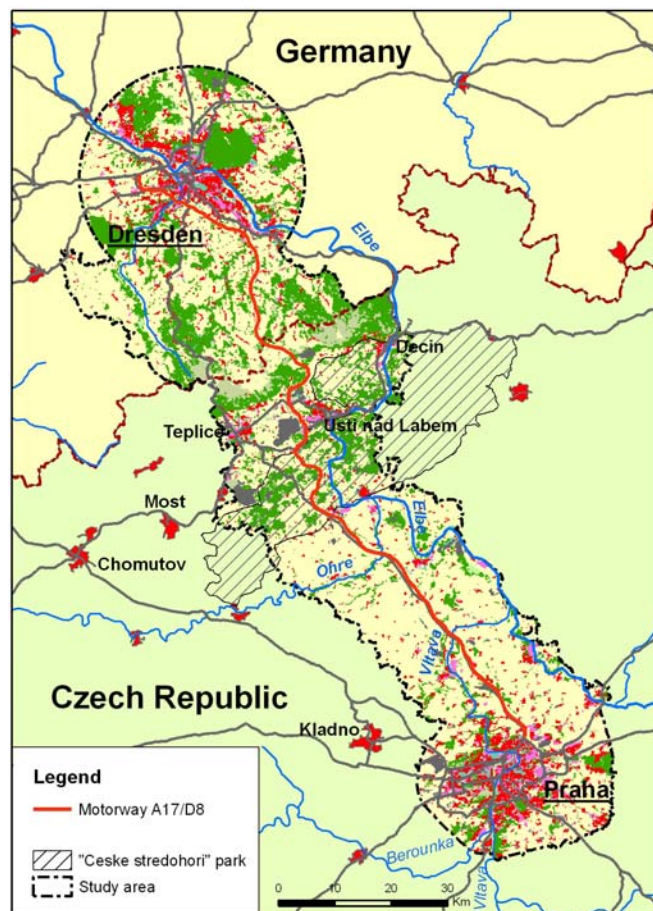 Germany
Elbe
Dresden
Decin
Teplice
Usti nad Labem
Most
Elbe
Chomutov
Ohre
Vltava
Czech Republic
Kladno
Praha
Berounka
Vltava
Legend
Motorway A17/D8
"Ceske stredohori" park
Study area
0 10 20 30
Km